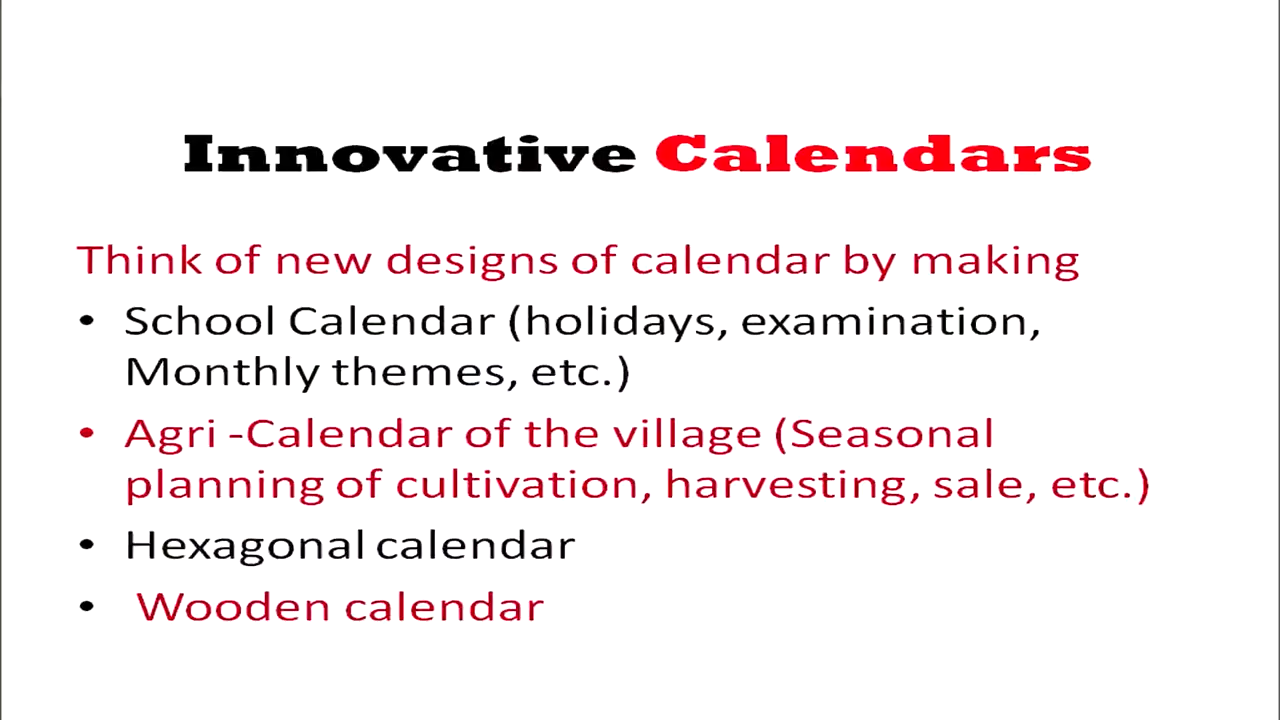 Innovative Calendars
Think of new designs of calendar by making
• School Calendar (holidays, examination,
Monthly themes, etc.)
• Agri -Calendar of the village (Seasonal
planning of cultivation, harvesting, sale, etc.)
• Hexagonal calendar
• Wooden calendar